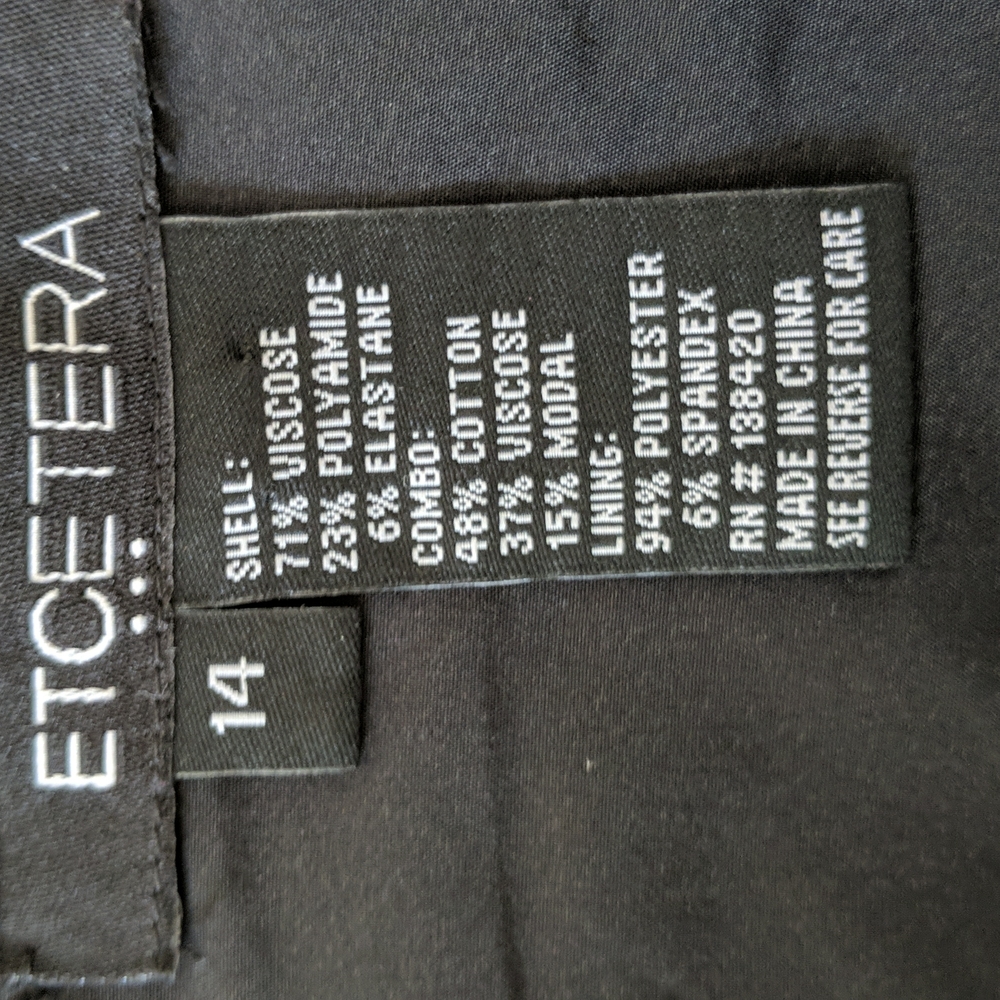 ETCETERA
...
14
SHELL:
71% VISCOSE
23% POLYAMIDE
6% ELASTANE
COMBO:
48% COTTON
37% VISCOSE
15% MODAL
LINING:
94% POLYESTER
6% SPANDEX
RN # 138420
MADE IN CHINA
SEE REVERSE FOR CARE